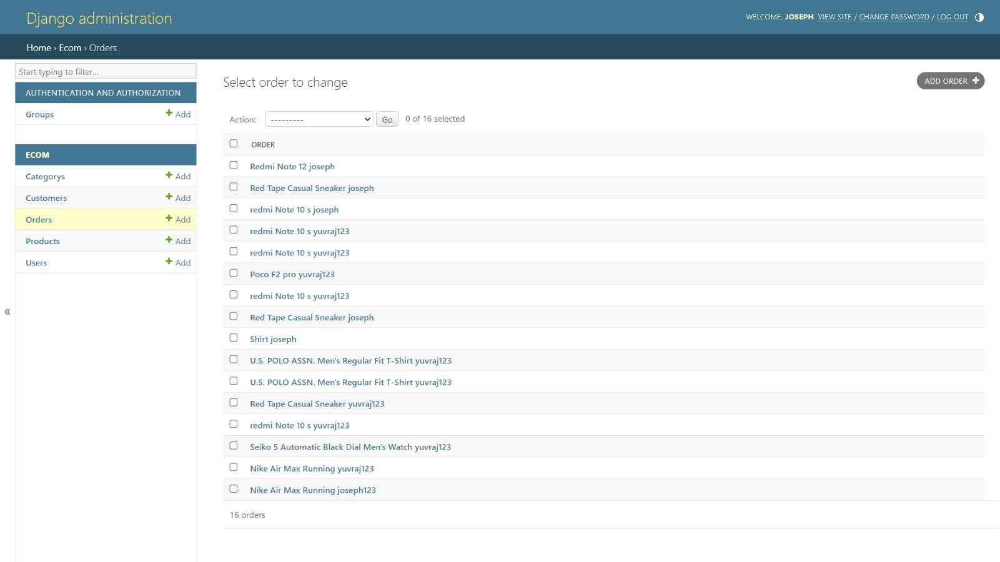 Django administration
WELCOME, JOSEPH. VIEW SITE / CHANGE PASSWORD / LOG OUT
Home › Ecom › Orders
Start typing to filter...
AUTHENTICATION AND AUTHORIZATION
Groups + Add
ECOM
Categorys + Add
Customers + Add
Orders + Add
Products + Add
Users + Add
«
Select order to change
ADD ORDER +
Action: --------- Go 0 of 16 selected
ORDER
Redmi Note 12 joseph
Red Tape Casual Sneaker joseph
redmi Note 10 s joseph
redmi Note 10 s yuvraj123
redmi Note 10 s yuvraj123
Poco F2 pro yuvraj123
redmi Note 10 s yuvraj123
Red Tape Casual Sneaker joseph
Shirt joseph
U.S. POLO ASSN. Men's Regular Fit T-Shirt yuvraj123
U.S. POLO ASSN. Men's Regular Fit T-Shirt yuvraj123
Red Tape Casual Sneaker yuvraj123
redmi Note 10 s yuvraj123
Seiko 5 Automatic Black Dial Men's Watch yuvraj123
Nike Air Max Running yuvraj123
Nike Air Max Running joseph123
16 orders